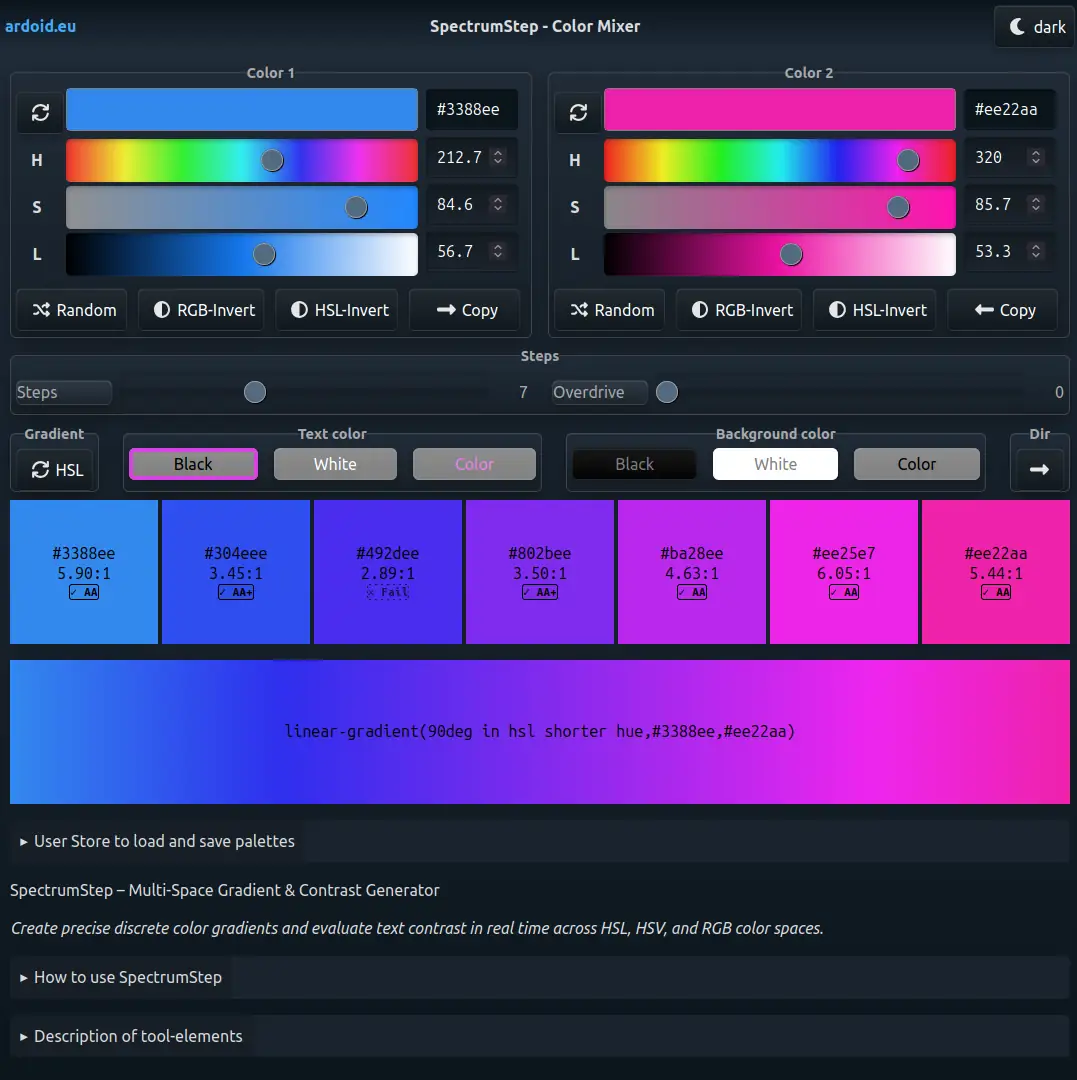 ardoid.eu
SpectrumStep - Color Mixer
dark
Color 1
#3388ee
H
212.7
S
84.6
L
56.7
Random
RGB-Invert
HSL-Invert
Copy
Color 2
#ee22aa
H
320
S
85.7
L
53.3
Random
RGB-Invert
HSL-Invert
Copy
Steps
Steps
7
Overdrive
0
Gradient
HSL
Text color
Black
White
Color
Background color
Black
White
Color
Dir
#3388ee
5.90:1
✓ AA
#304eee
3.45:1
✓ AA+
#492dee
2.89:1
✕ Fail
#802bee
3.50:1
✓ AA+
#ba28ee
4.63:1
✓ AA
#ee25e7
6.05:1
✓ AA
#ee22aa
5.44:1
✓ AA
linear-gradient(90deg in hsl shorter hue,#3388ee,#ee22aa)
▸ User Store to load and save palettes
SpectrumStep – Multi-Space Gradient & Contrast Generator
Create precise discrete color gradients and evaluate text contrast in real time across HSL, HSV, and RGB color spaces.
▸ How to use SpectrumStep
▸ Description of tool-elements